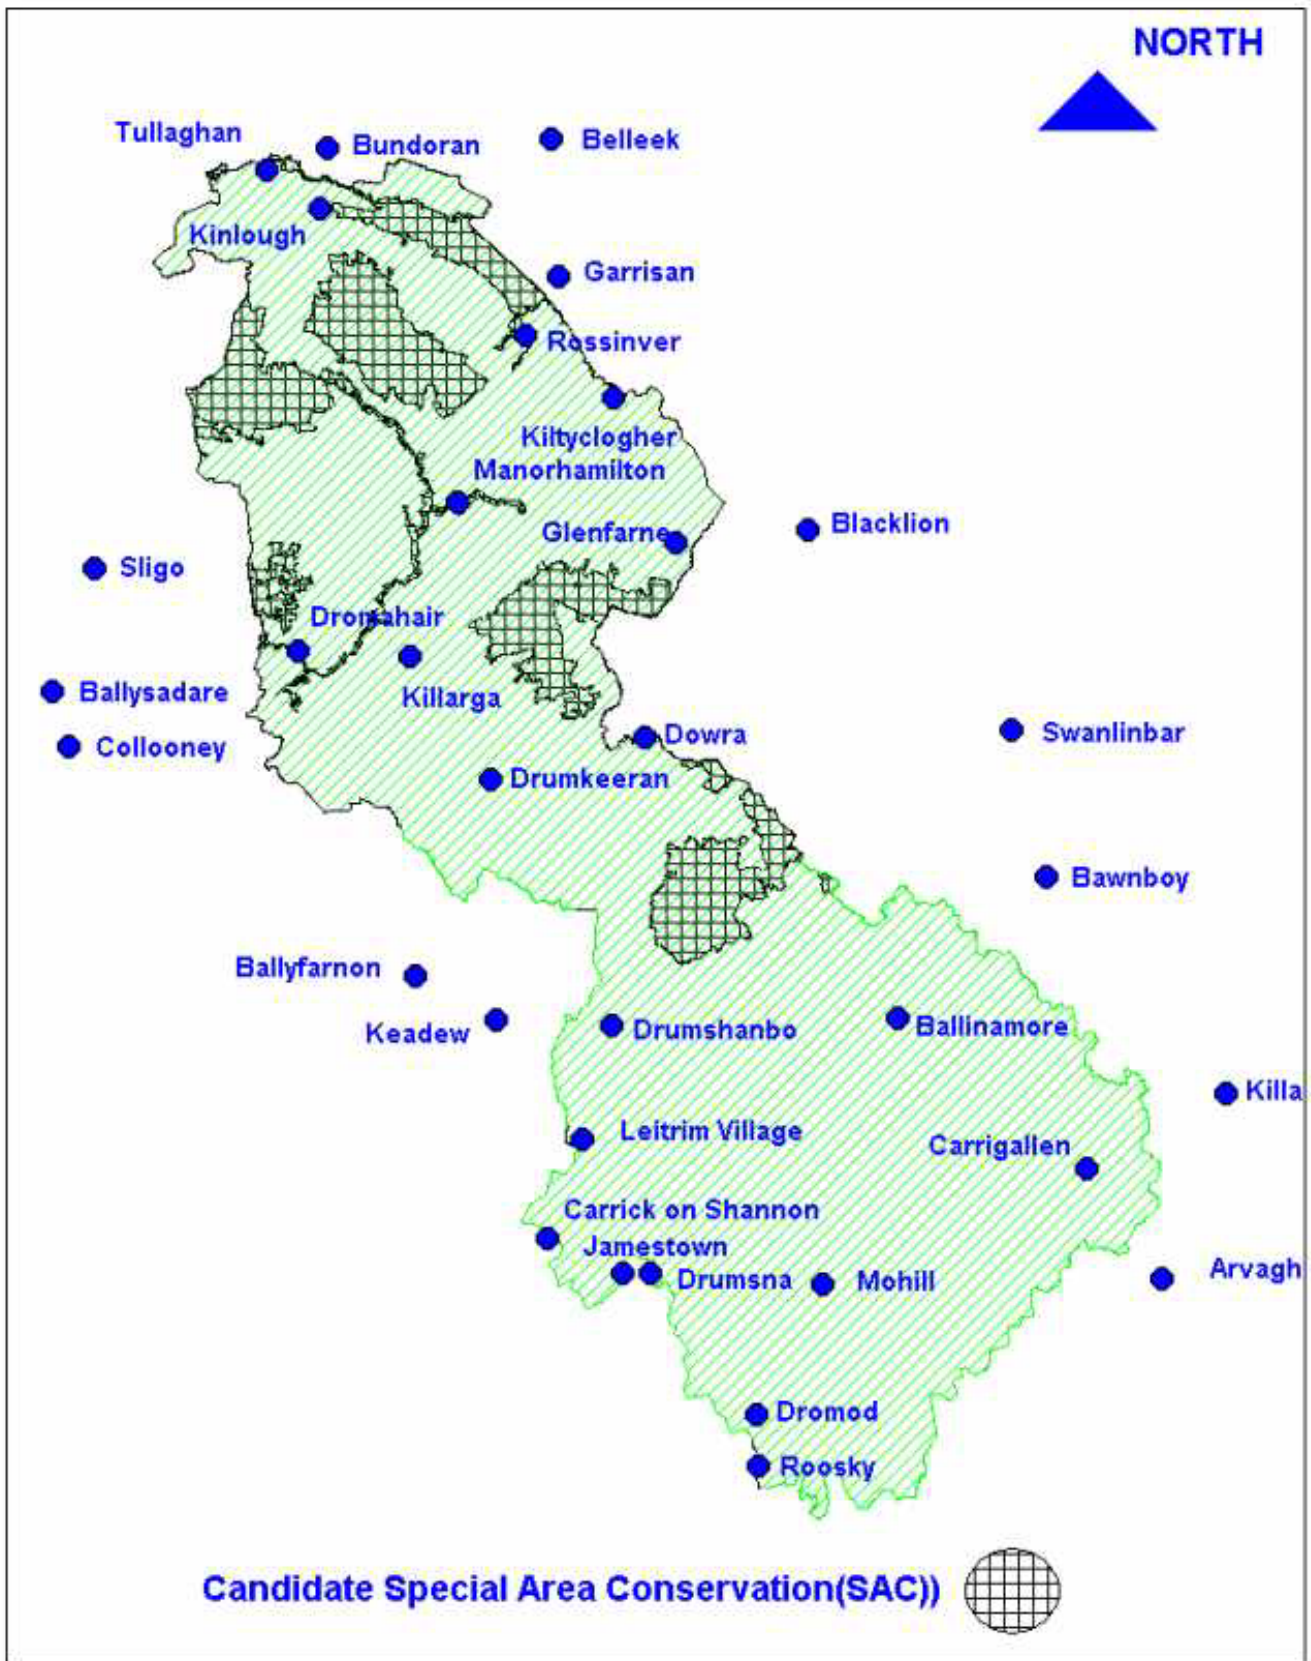 NORTH
Tullaghan
Bundoran
Belleek
Kinlough
Garrisan
Rossinver
Kiltyclogher
Manorhamilton
Glenfarne
Blacklion
Sligo
Dromahair
Ballysadare
Killarga
Collooney
Dowra
Swanlinbar
Drumkeeran
Bawnboy
Ballyfarnon
Keadew
Drumshanbo
Ballinamore
Killa
Leitrim Village
Carrigallen
Carrick on Shannon
Jamestown
Drumsna
Mohill
Arvagh
Dromod
Roosky
Candidate Special Area Conservation(SAC))